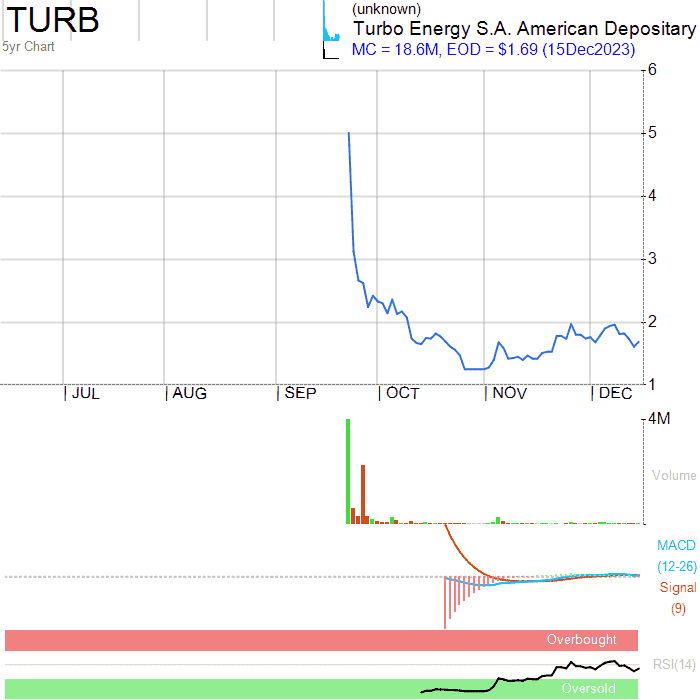 TURB
5yr Chart
(unknown)
Turbo Energy S.A. American Depositary
MC = 18.6M, EOD = $1.69 (15Dec2023)
6
5
4
3
2
1
JUL AUG SEP OCT NOV DEC
4M
Volume
MACD
(12-26)
Signal
(9)
Overbought
RSI(14)
Oversold